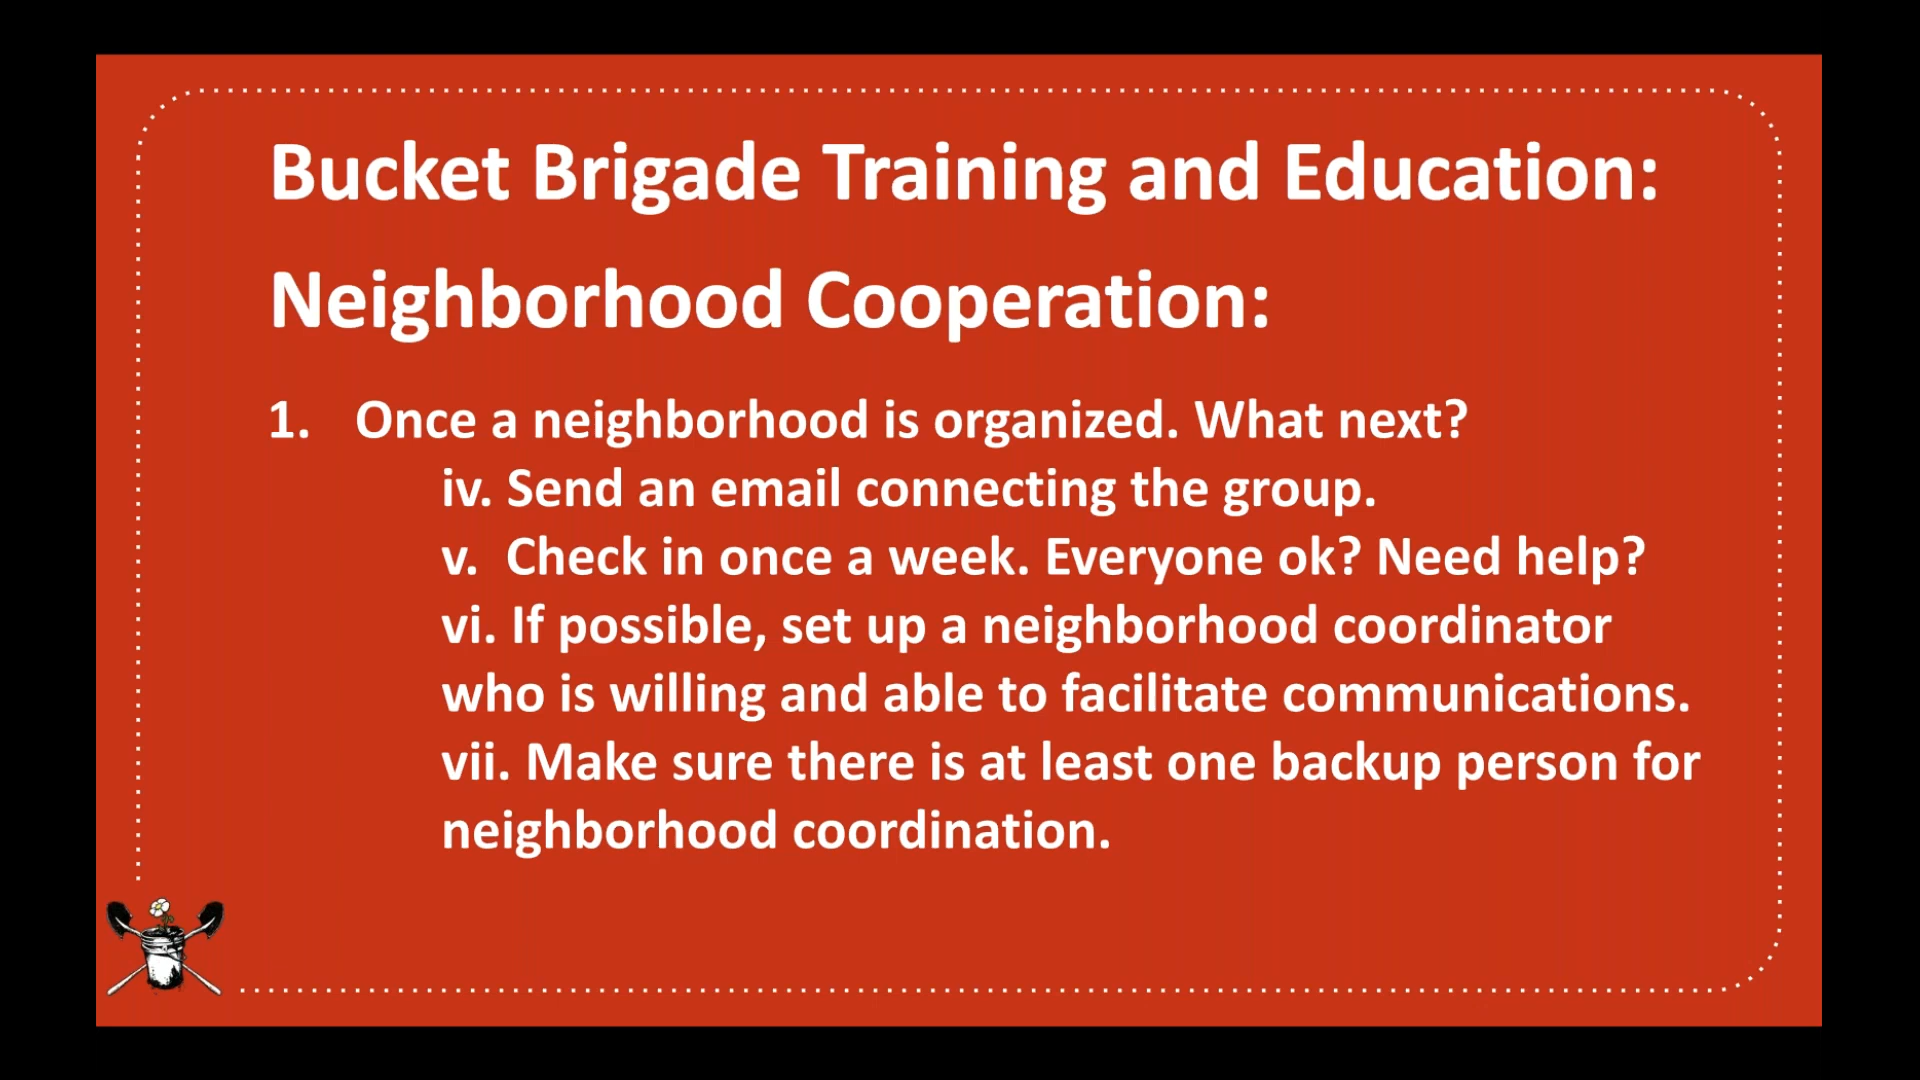 Bucket Brigade Training and Education:
Neighborhood Cooperation:
1. Once a neighborhood is organized. What next?
iv. Send an email connecting the group.
v. Check in once a week. Everyone ok? Need help?
vi. If possible, set up a neighborhood coordinator
who is willing and able to facilitate communications.
vii. Make sure there is at least one backup person for
neighborhood coordination.